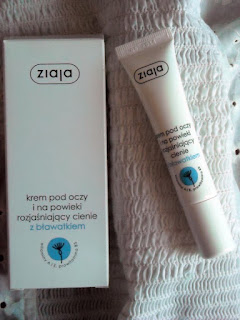 ziaja
krem pod oczy
i na powieki
rozjaśniający cienie
z bławatkiem
ziaja
krem pod oczy
i na powieki
rozjaśniający
cienie
z bławatkiem